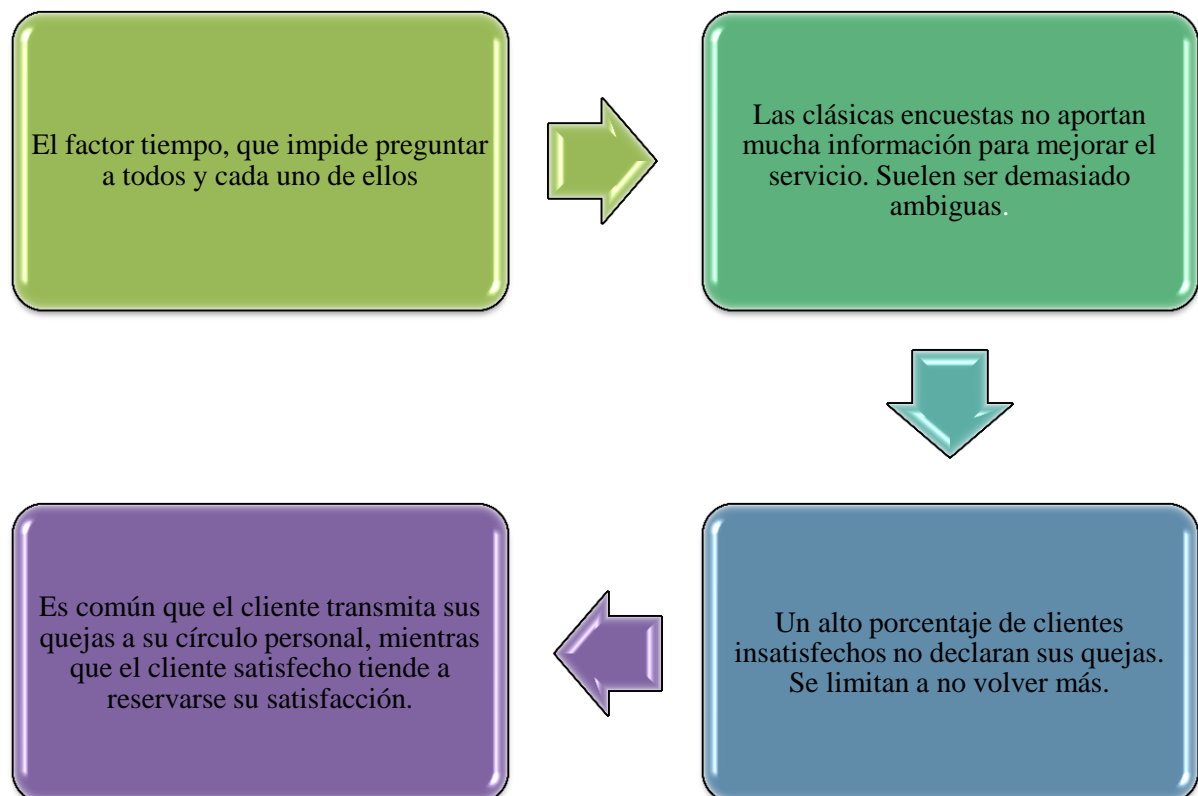 El factor tiempo, que impide preguntar
a todos y cada uno de ellos
Las clásicas encuestas no aportan
mucha información para mejorar el
servicio. Suelen ser demasiado
ambiguas.
Un alto porcentaje de clientes
insatisfechos no declaran sus quejas.
Se limitan a no volver más.
Es común que el cliente transmita sus
quejas a su círculo personal, mientras
que el cliente satisfecho tiende a
reservarse su satisfacción.